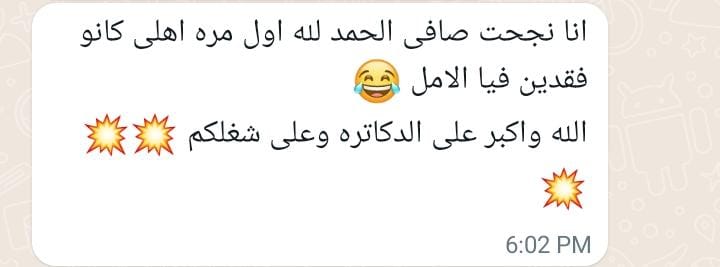 انا نجحت صافى الحمد لله اول مره اهلى كانو
فقدين فيا الامل 😂
الله واكبر على الدكاتره وعلى شغلكم 💥💥
💥
6:02 PM